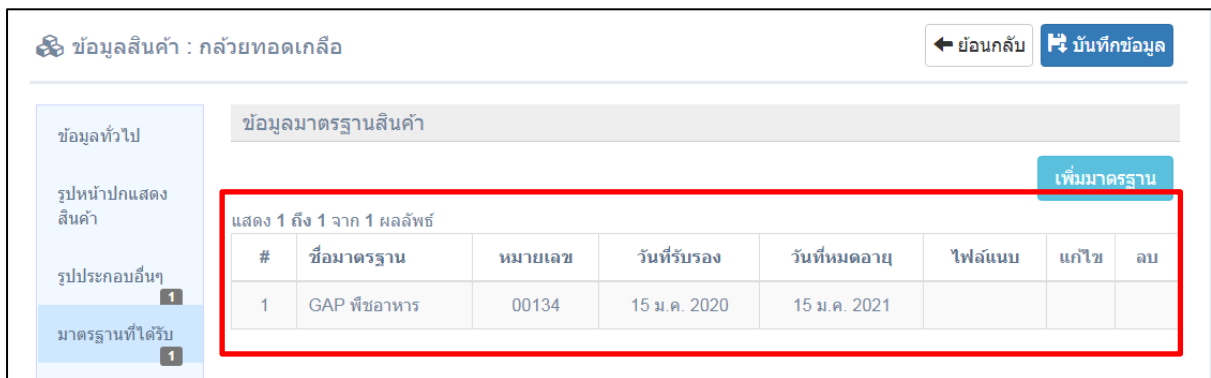 ข้อมูลสินค้า : กล้วยทอดเกลือ
ย้อนกลับ
บันทึกข้อมูล
ข้อมูลทั่วไป
รูปหน้าปกแสดง
สินค้า
รูปประกอบอื่นๆ
1
มาตรฐานที่ได้รับ
1
ข้อมูลมาตรฐานสินค้า
เพิ่มมาตรฐาน
แสดง 1 ถึง 1 จาก 1 ผลลัพธ์
# ชื่อมาตรฐาน หมายเลข วันที่รับรอง วันที่หมดอายุ ไฟล์แนบ แก้ไข ลบ
1 GAP พืชอาหาร 00134 15 ม.ค. 2020 15 ม.ค. 2021